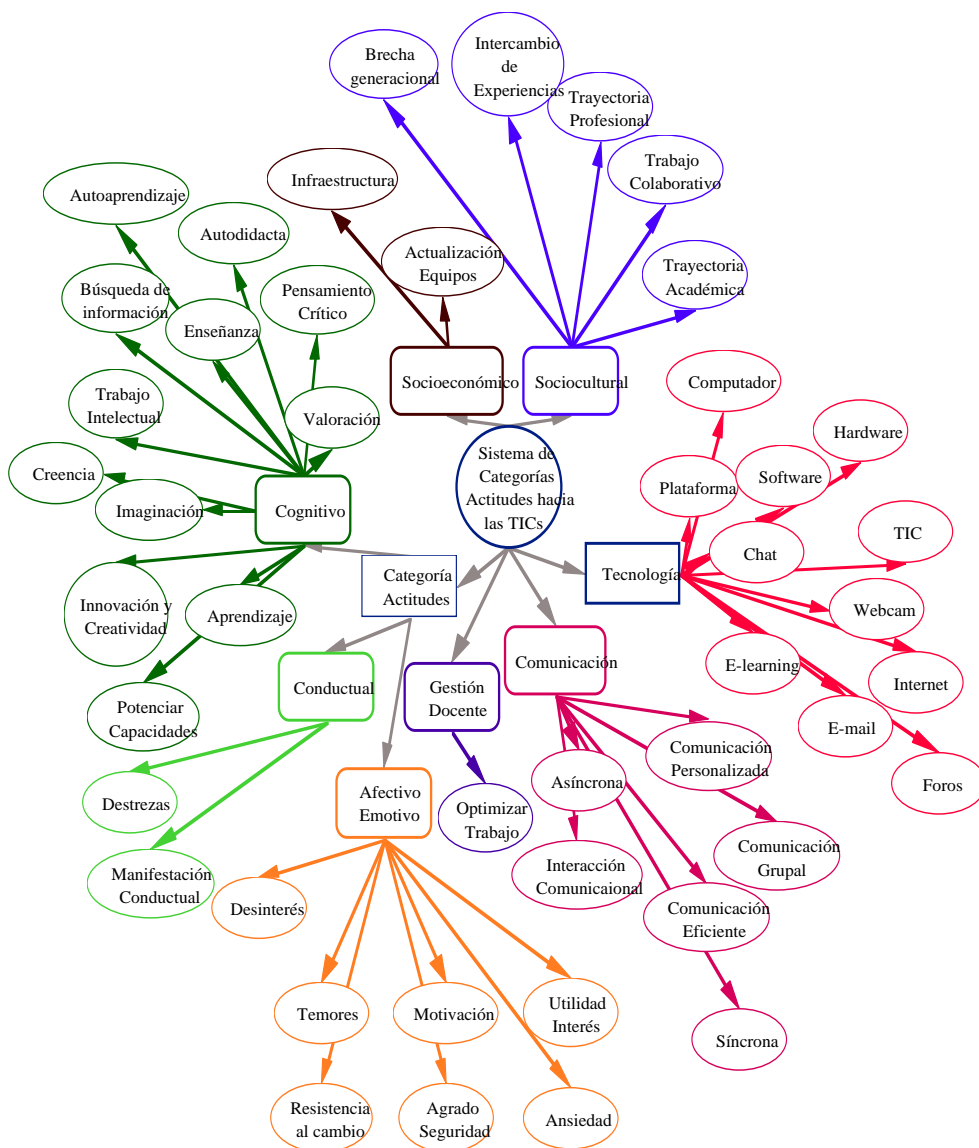 Brecha
generacional
Intercambio
de
Experiencias
Trayectoria
Profesional
Trabajo
Colaborativo
Trayectoria
Académica
Infraestructura
Actualización
Equipos
Autoaprendizaje
Autodidacta
Búsqueda de
información
Enseñanza
Pensamiento
Crítico
Trabajo
Intelectual
Valoración
Creencia
Imaginación
Cognitivo
Socioeconómico
Sociocultural
Sistema de
Categorías
Actitudes hacia
las TICs
Computador
Hardware
Plataforma
Software
Chat
TIC
Tecnología
Webcam
E-learning
Internet
E-mail
Foros
Categoría
Actitudes
Innovación y
Creatividad
Aprendizaje
Potenciar
Capacidades
Conductual
Gestión
Docente
Comunicación
Destrezas
Manifestación
Conductual
Afectivo
Emotivo
Optimizar
Trabajo
Asíncrona
Comunicación
Personalizada
Interacción
Comunicaional
Comunicación
Grupal
Comunicación
Eficiente
Síncrona
Desinterés
Temores
Motivación
Utilidad
Interés
Resistencia
al cambio
Agrado
Seguridad
Ansiedad